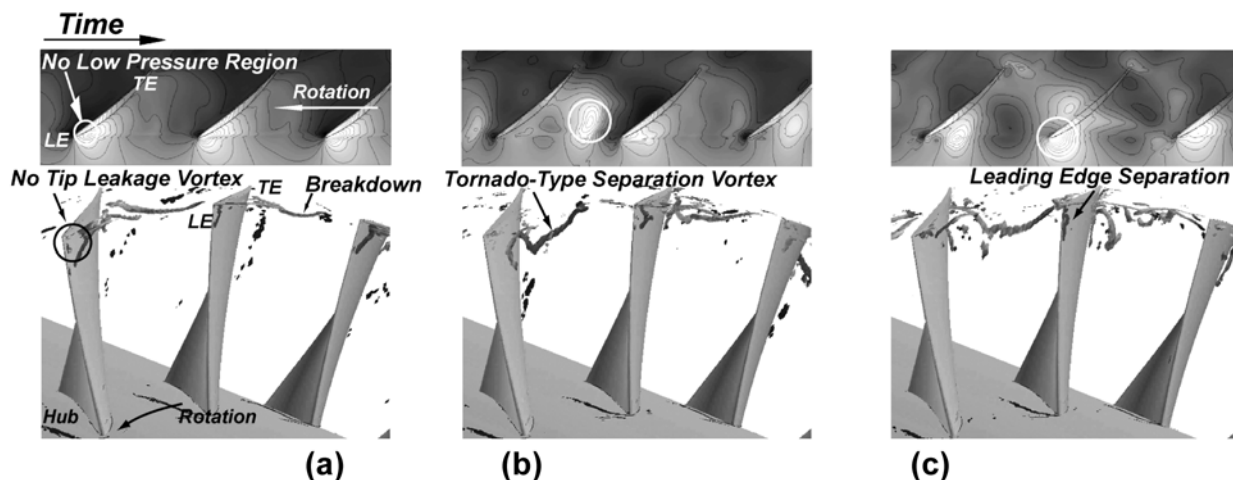 Time
No Low Pressure Region
TE
Rotation
LE
No Tip Leakage Vortex
TE
Breakdown
LE
Hub
Rotation
Tornado-Type Separation Vortex
Leading Edge Separation
(a)
(b)
(c)